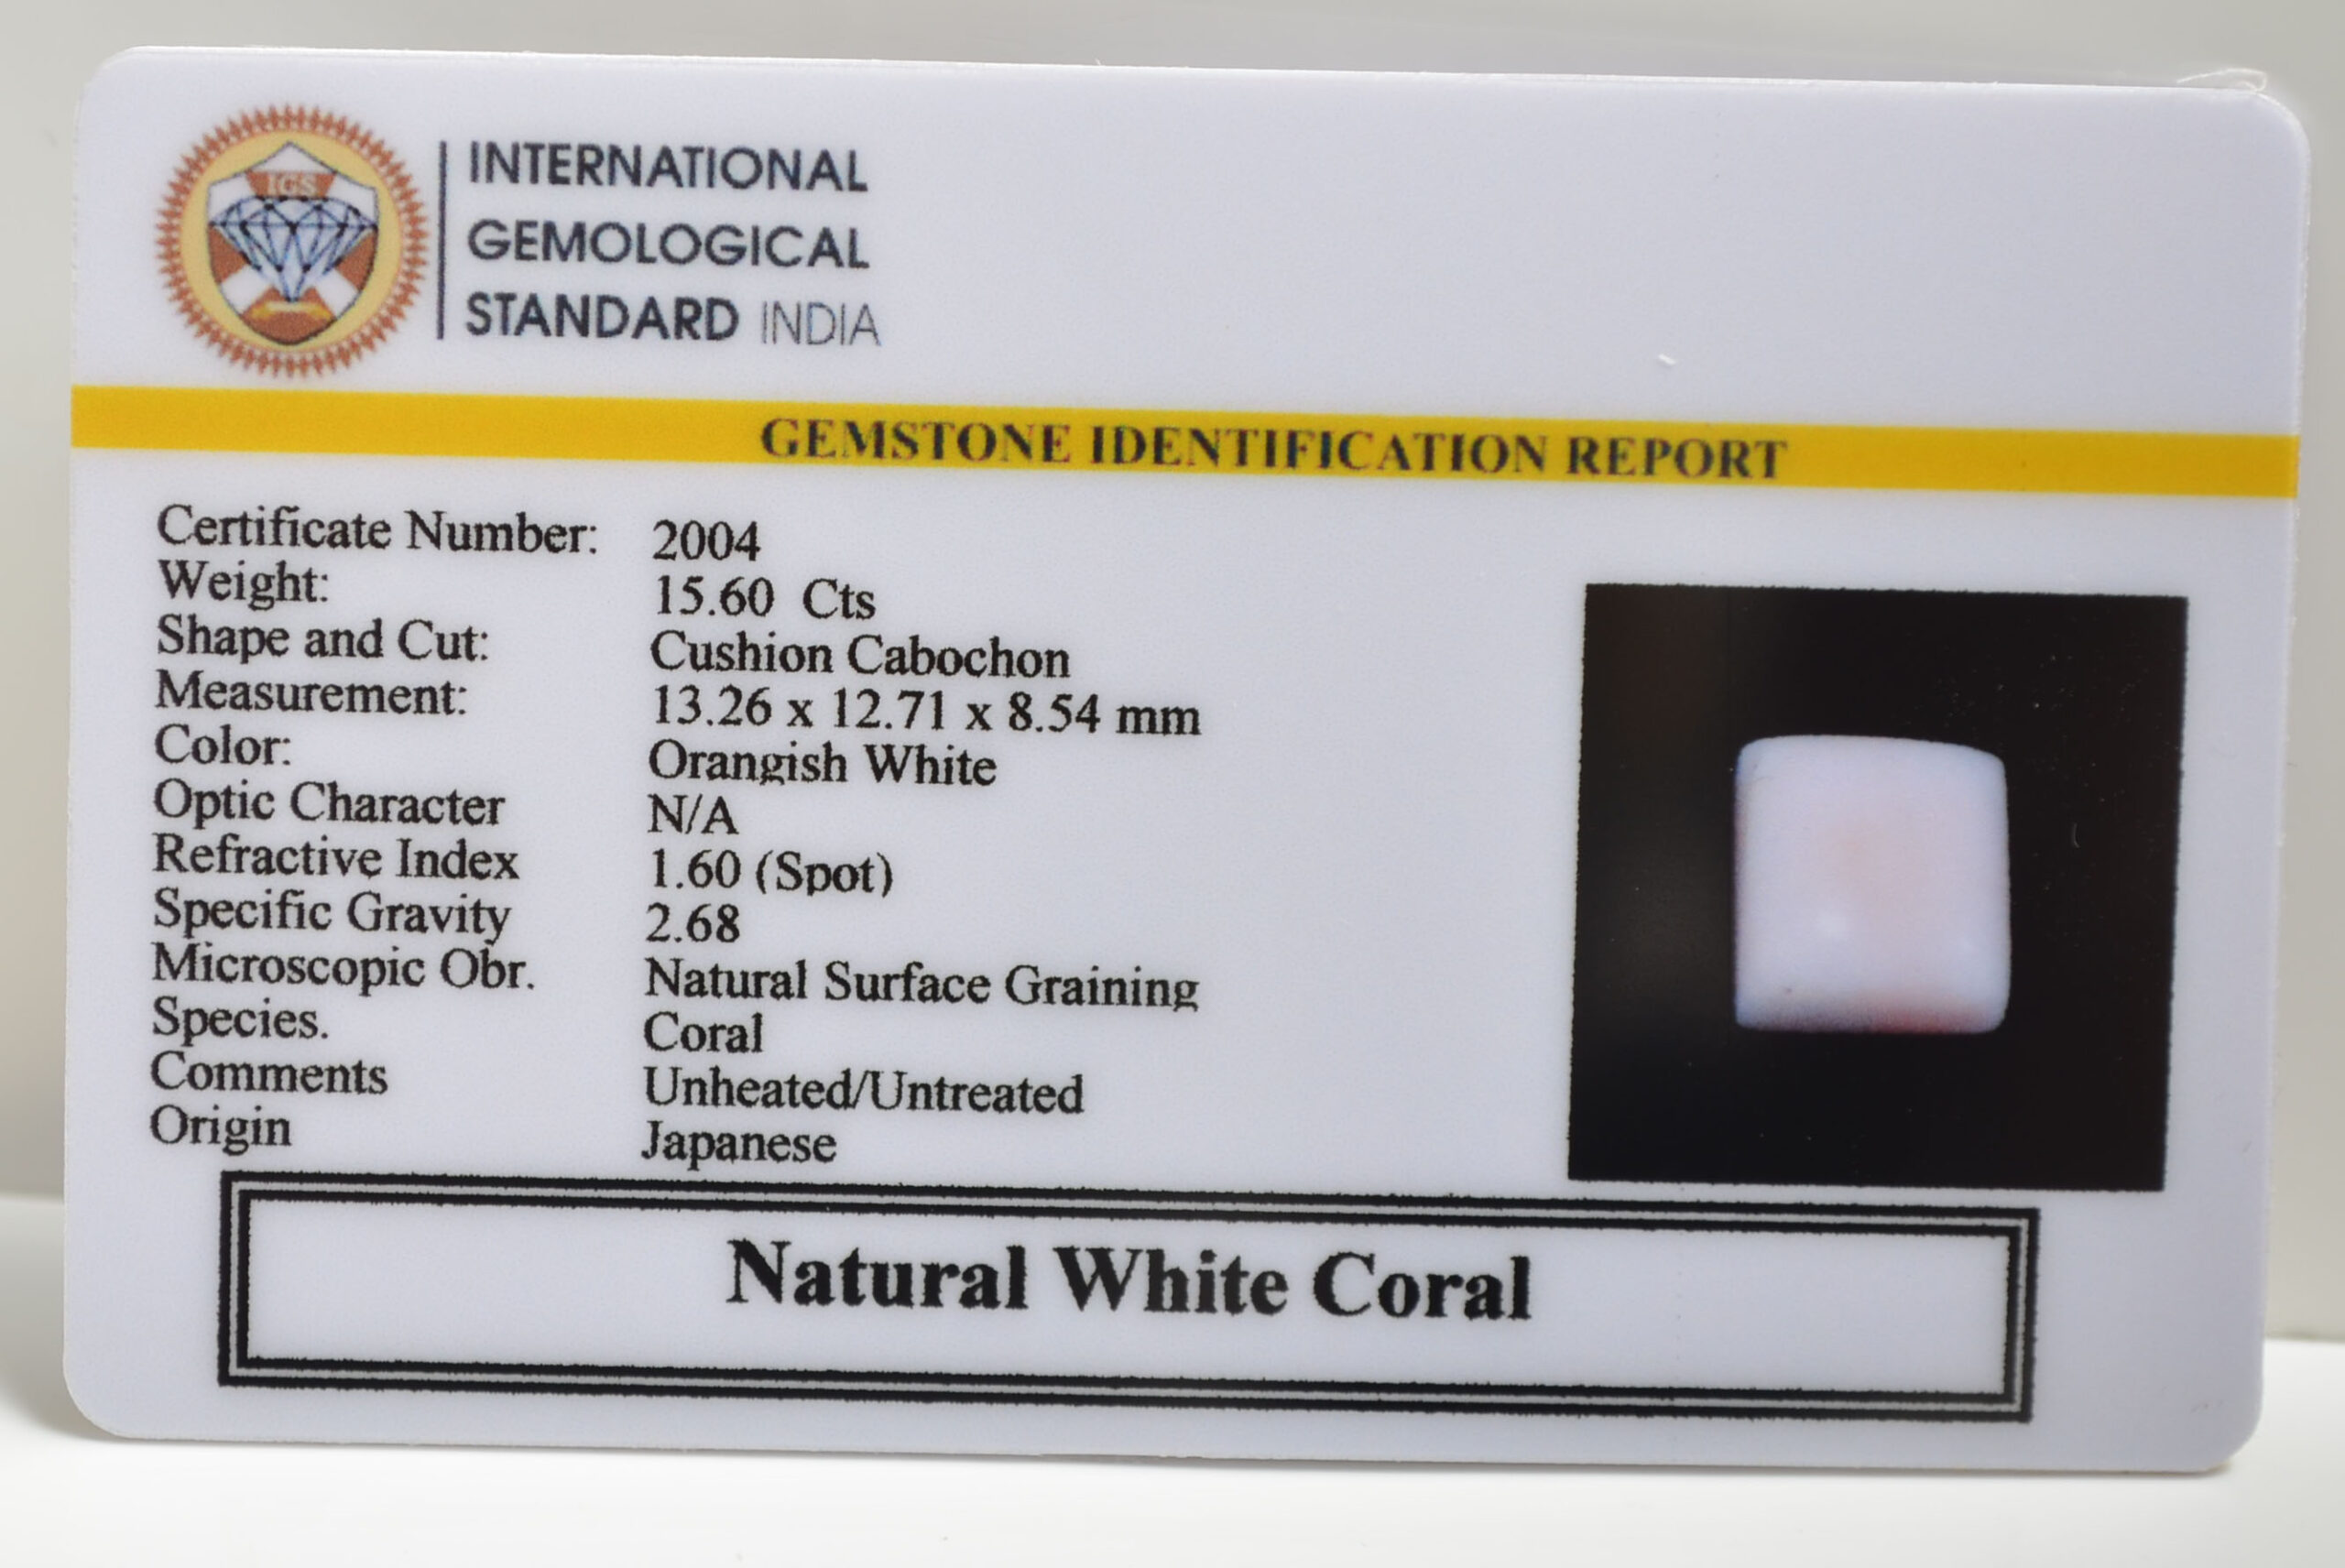 IGS
INTERNATIONAL
GEMOLOGICAL
STANDARD INDIA
GEMSTONE IDENTIFICATION REPORT
Certificate Number: 2004
Weight: 15.60 Cts
Shape and Cut: Cushion Cabochon
Measurement: 13.26 x 12.71 x 8.54 mm
Color: Orangish White
Optic Character N/A
Refractive Index 1.60 (Spot)
Specific Gravity 2.68
Microscopic Obr. Natural Surface Graining
Species. Coral
Comments Unheated/Untreated
Origin Japanese
Natural White Coral